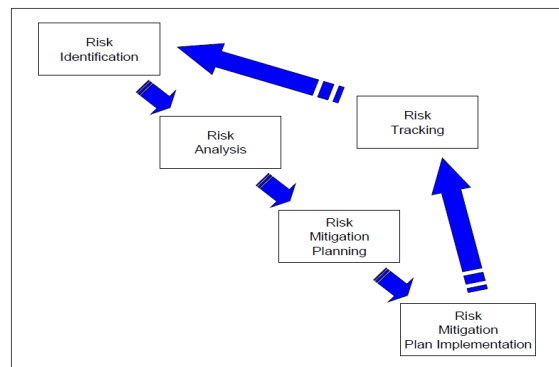 Risk
Identification
Risk
Analysis
Risk
Mitigation
Planning
Risk
Mitigation
Plan Implementation
Risk
Tracking